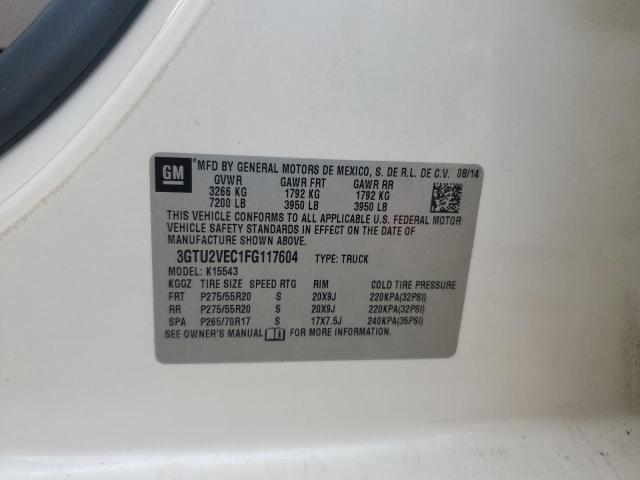 GM MFD BY GENERAL MOTORS DE MEXICO, S. DE R.L. DE C.V. 08/14
GVWR GAWR FRT GAWR RR
3266 KG 1792 KG 1792 KG
7200 LB 3950 LB 3950 LB
THIS VEHICLE CONFORMS TO ALL APPLICABLE U.S. FEDERAL MOTOR
VEHICLE SAFETY STANDARDS IN EFFECT ON THE DATE OF
MANUFACTURE SHOWN ABOVE.
3GTU2VEC1FG117604 TYPE: TRUCK
MODEL: K15543
KGGZ TIRE SIZE SPEED RTG RIM COLD TIRE PRESSURE
FRT P275/55R20 S 20X9J 220KPA(32PSI)
RR P275/55R20 S 20X9J 220KPA(32PSI)
SPA P265/70R17 S 17X7.5J 240KPA(35PSI)
SEE OWNER'S MANUAL FOR MORE INFORMATION.